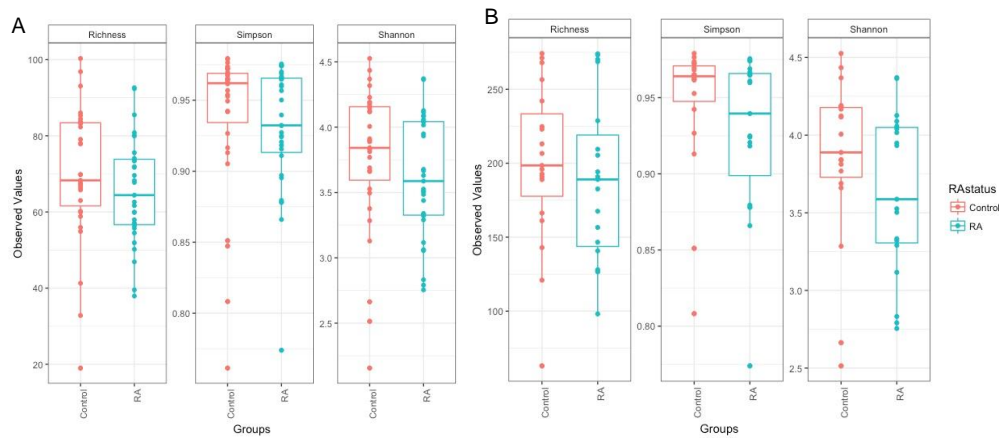 A
Richness
Simpson
Shannon
Observed Values
100
80
60
40
20
0.95
0.90
0.85
0.80
4.5
4.0
3.5
3.0
2.5
Control
RA
Control
RA
Control
RA
Groups
B
Richness
Simpson
Shannon
Observed Values
250
200
150
100
0.95
0.90
0.85
0.80
4.5
4.0
3.5
3.0
2.5
Control
RA
Control
RA
Control
RA
Groups
RAstatus
Control
RA